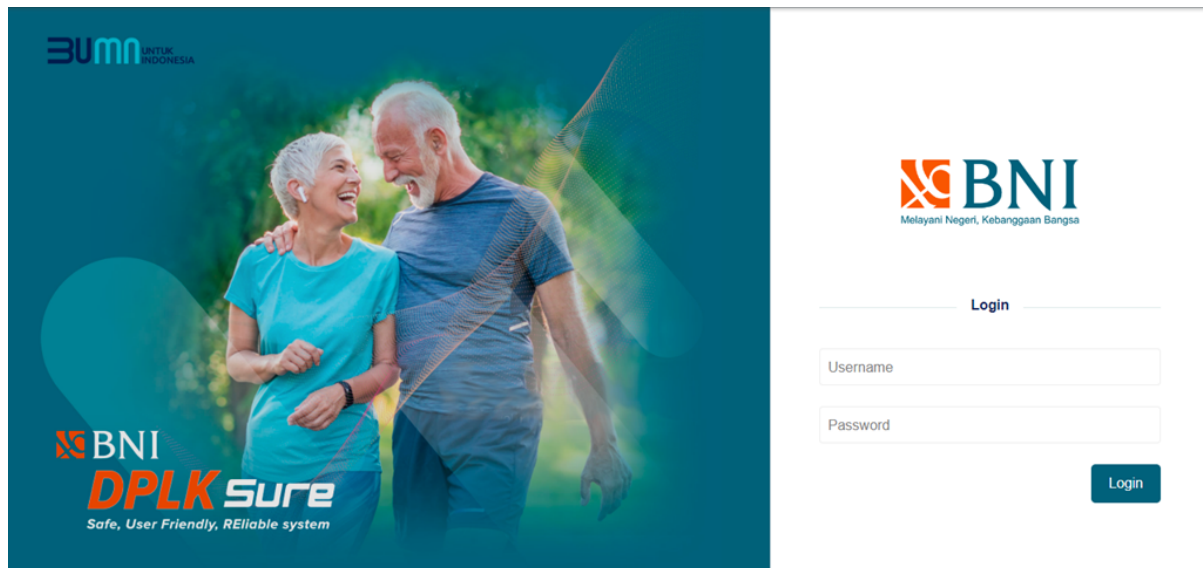 BUMN UNTUK
INDONESIA
BNI
DPLK Sure
Safe, User Friendly, REliable system
BNI
Melayani Negeri, Kebanggaan Bangsa
Login
Username
Password
Login